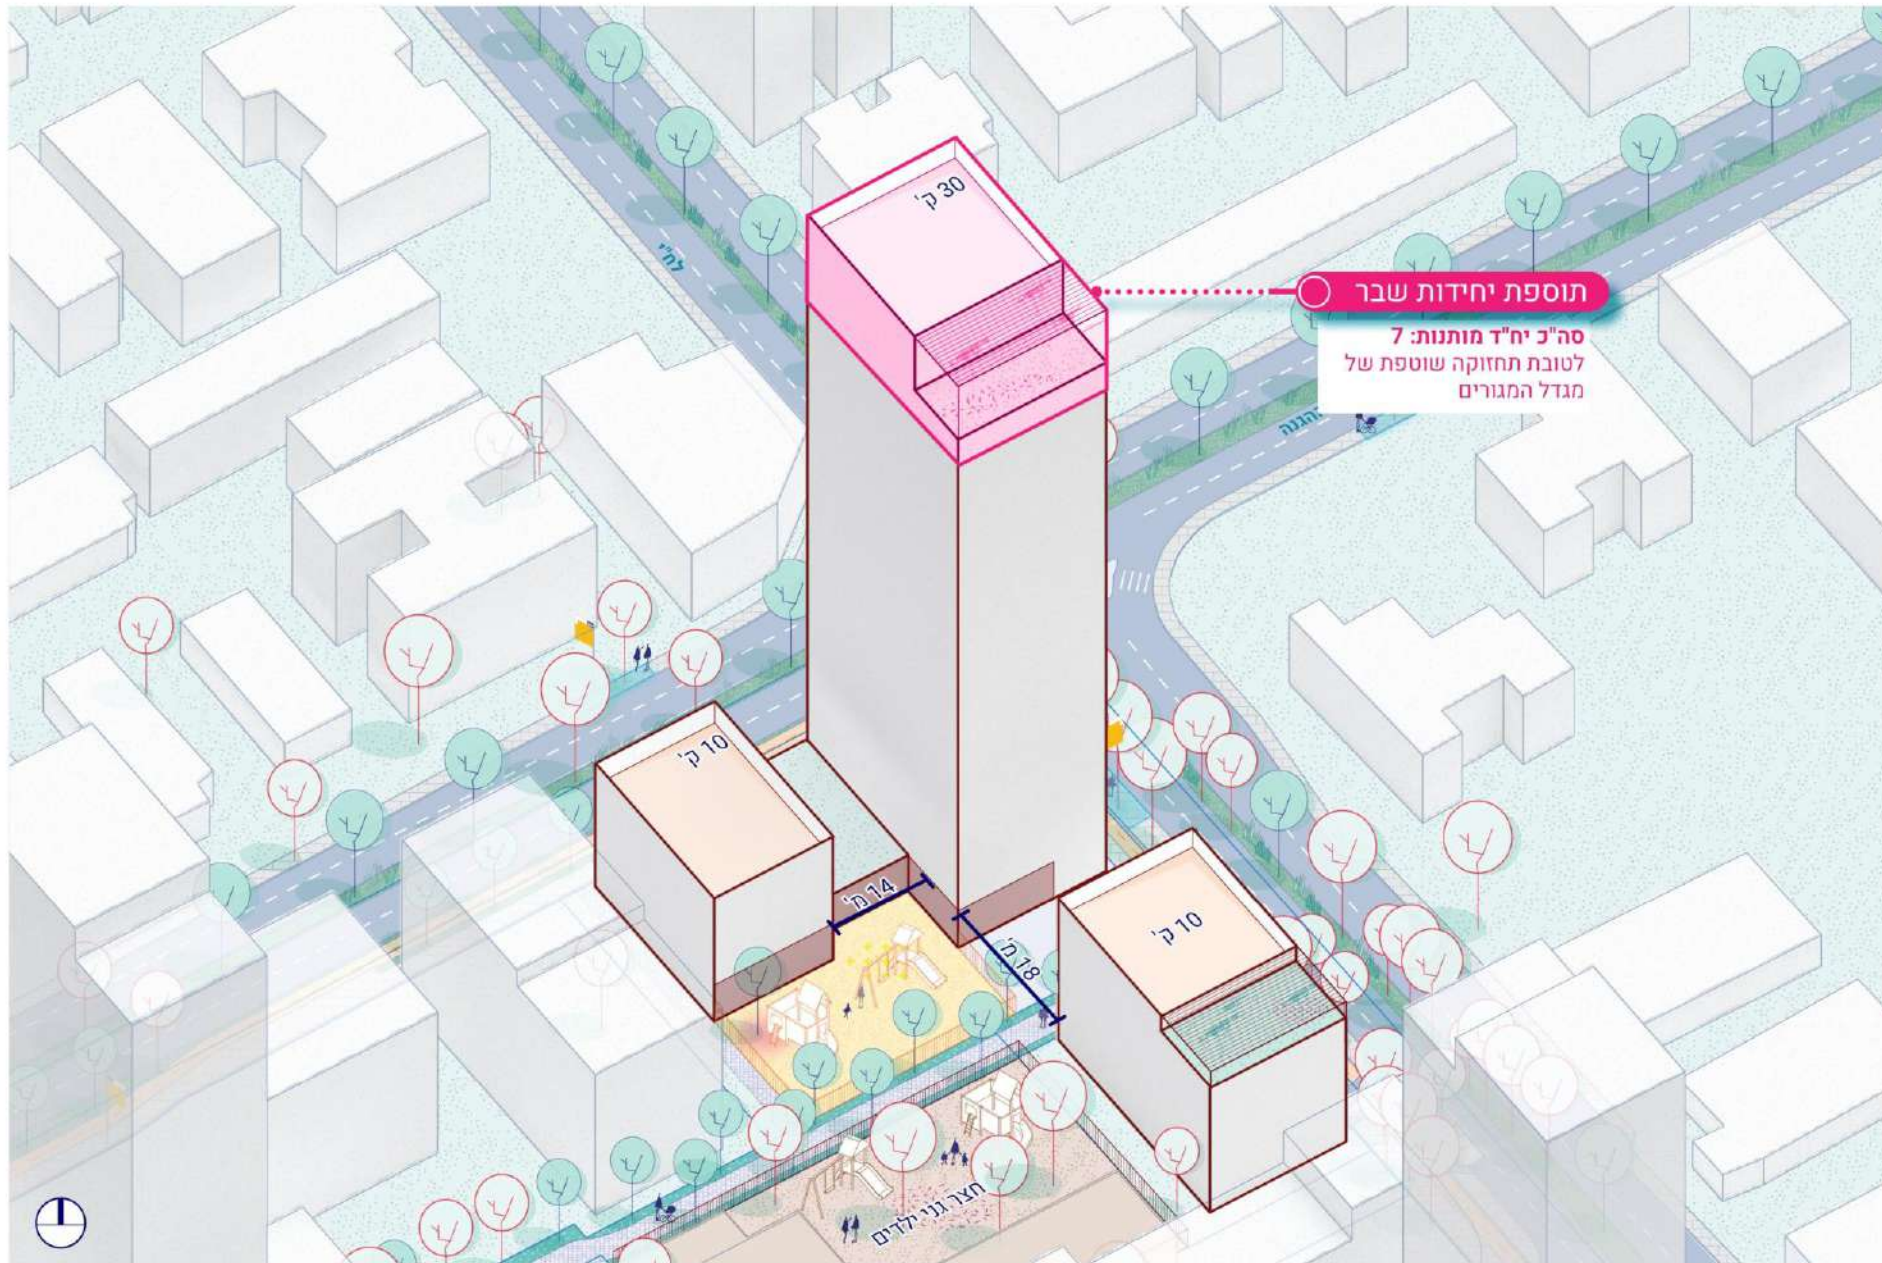 30 ק'
לח"י
תוספת יחידות שבר
סה"כ יח"ד מותנות: 7
לטובת תחזוקה שוטפת של
מגדל המגורים
ההגנה
10 ק'
14 מ'
18 מ'
10 ק'
חצר גני ילדים